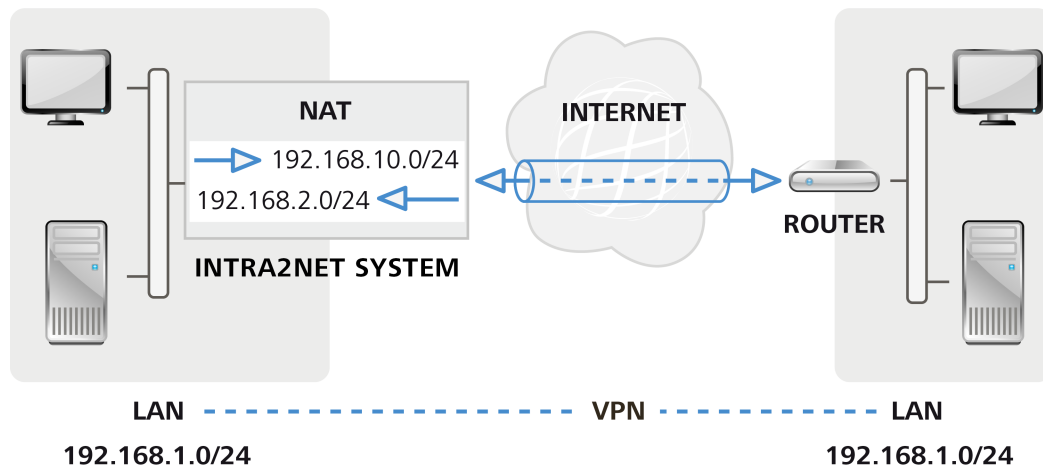 NAT
192.168.10.0/24
192.168.2.0/24
INTRA2NET SYSTEM
INTERNET
ROUTER
LAN
VPN
LAN
192.168.1.0/24
192.168.1.0/24